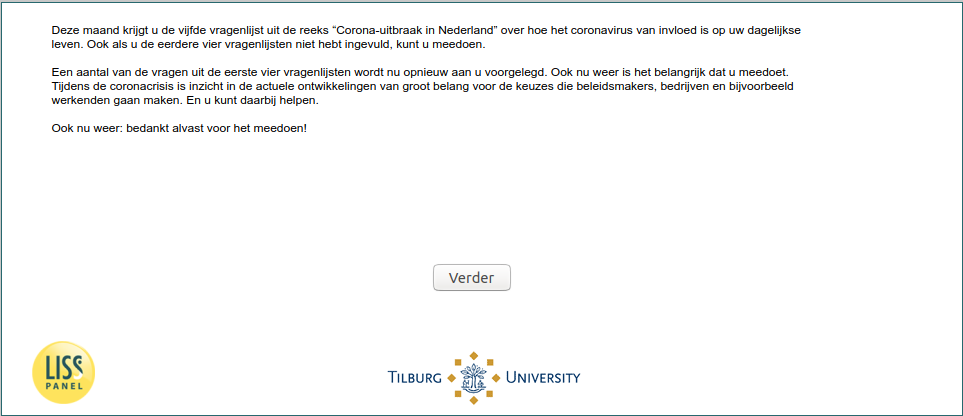 Deze maand krijgt u de vijfde vragenlijst uit de reeks “Corona-uitbraak in Nederland” over hoe het coronavirus van invloed is op uw dagelijkse
leven. Ook als u de eerdere vier vragenlijsten niet hebt ingevuld, kunt u meedoen.
Een aantal van de vragen uit de eerste vier vragenlijsten wordt nu opnieuw aan u voorgelegd. Ook nu weer is het belangrijk dat u meedoet.
Tijdens de coronacrisis is inzicht in de actuele ontwikkelingen van groot belang voor de keuzes die beleidsmakers, bedrijven en bijvoorbeeld
werkenden gaan maken. En u kunt daarbij helpen.
Ook nu weer: bedankt alvast voor het meedoen!
Verder
LISS
PANEL
TILBURG UNIVERSITY